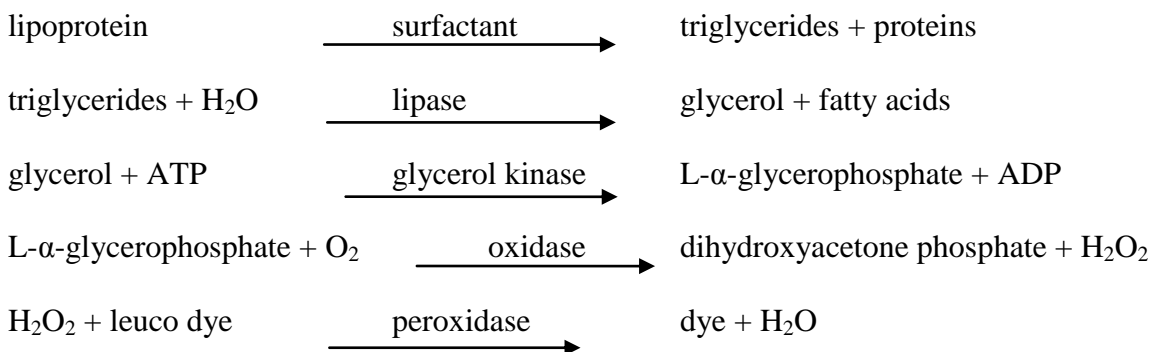 lipoprotein surfactant triglycerides + proteins
triglycerides + H₂O lipase glycerol + fatty acids
glycerol + ATP glycerol kinase L-α-glycerophosphate + ADP
L-α-glycerophosphate + O₂ oxidase dihydroxyacetone phosphate + H₂O₂
H₂O₂ + leuco dye peroxidase dye + H₂O